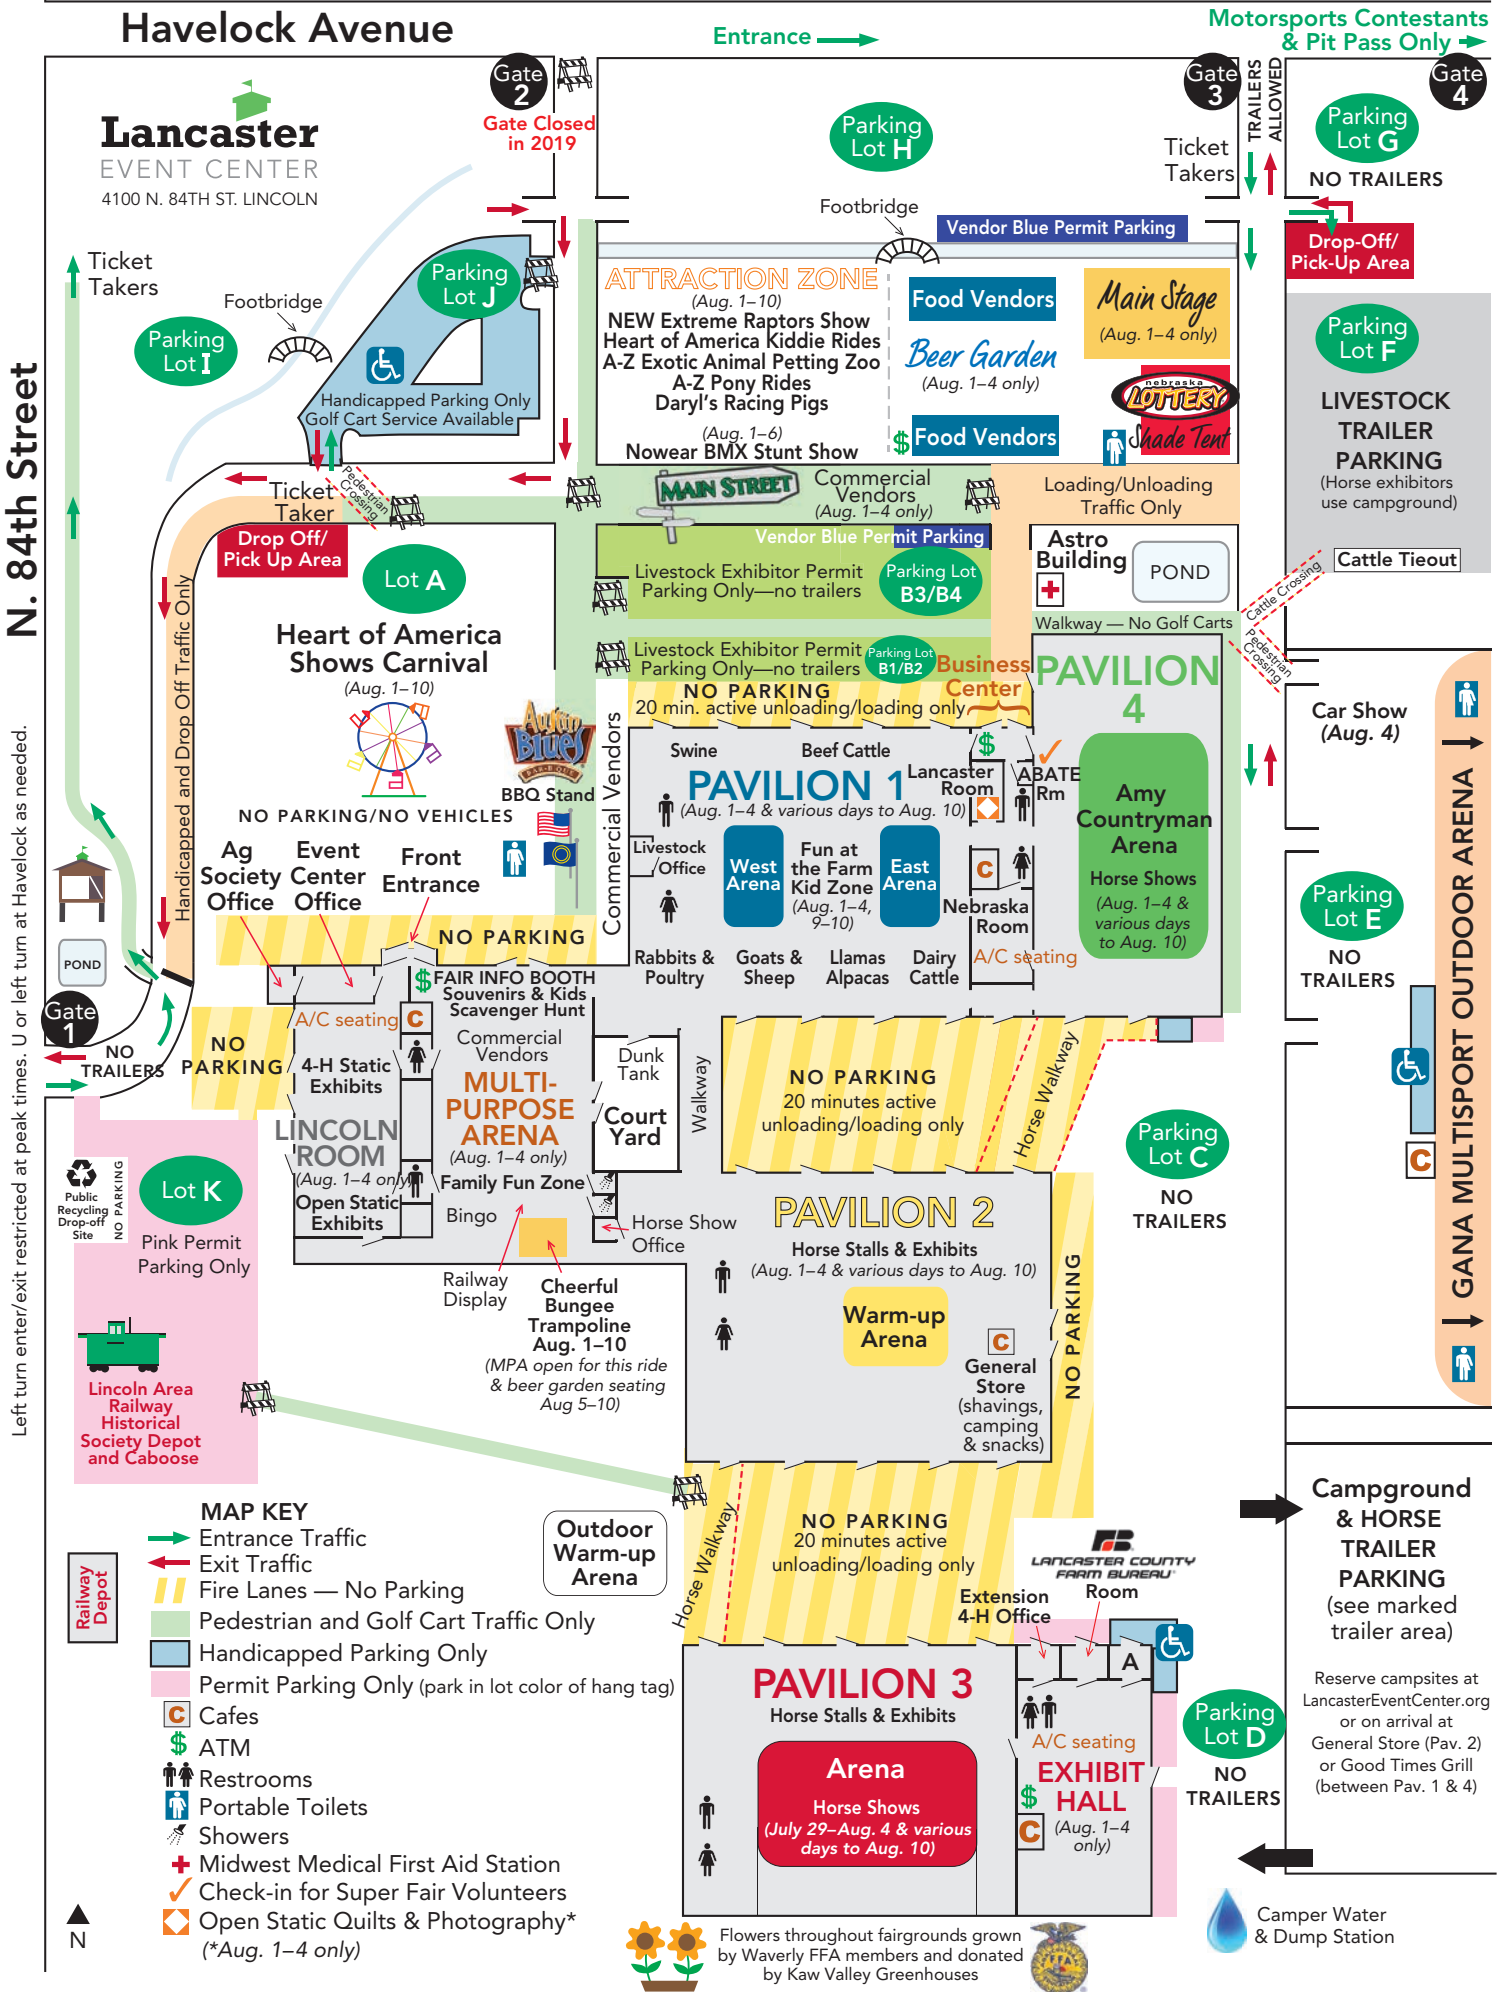 Havelock Avenue
Entrance
Motorsports Contestants
& Pit Pass Only
Gate
2
Gate Closed
in 2019
Gate
3
TRAILERS
ALLOWED
Gate
4
Lancaster
EVENT CENTER
4100 N. 84TH ST. LINCOLN
Parking
Lot H
Ticket
Takers
Parking
Lot G
NO TRAILERS
Footbridge
Vendor Blue Permit Parking
Drop-Off/
Pick-Up Area
Ticket
Takers
Footbridge
Parking
Lot J
Parking
Lot I
Handicapped Parking Only
Golf Cart Service Available
ATTRACTION ZONE
(Aug. 1–10)
NEW Extreme Raptors Show
Heart of America Kiddie Rides
A-Z Exotic Animal Petting Zoo
A-Z Pony Rides
Daryl's Racing Pigs
(Aug. 1–6)
Nowear BMX Stunt Show
Food Vendors
Beer Garden
(Aug. 1–4 only)
$ Food Vendors
Main Stage
(Aug. 1–4 only)
nebraska
LOTTERY
Shade Tent
Parking
Lot F
LIVESTOCK
TRAILER
PARKING
(Horse exhibitors
use campground)
Cattle Tieout
N. 84th Street
Left turn enter/exit restricted at peak times. U or left turn at Havelock as needed.
Ticket
Taker
Pedestrian
Crossing
MAIN STREET
Commercial
Vendors
(Aug. 1–4 only)
Loading/Unloading
Traffic Only
Drop Off/
Pick Up Area
Handicapped and Drop Off Traffic Only
Lot A
Vendor Blue Permit Parking
Livestock Exhibitor Permit
Parking Only—no trailers
Parking Lot
B3/B4
Livestock Exhibitor Permit
Parking Only—no trailers
Parking Lot
B1/B2
Astro
Building
POND
Walkway — No Golf Carts
Cattle Crossing
Pedestrian
Crossing
Heart of America
Shows Carnival
(Aug. 1–10)
NO PARKING/NO VEHICLES
Aunin
Blues
BAR-B-QUE
BBQ Stand
Commercial Vendors
NO PARKING
20 min. active unloading/loading only
Business
Center
PAVILION
4
Amy
Countryman
Arena
Horse Shows
(Aug. 1–4 &
various days
to Aug. 10)
Car Show
(Aug. 4)
GANA MULTISPORT OUTDOOR ARENA
Swine
Beef Cattle
$
PAVILION 1
(Aug. 1–4 & various days to Aug. 10)
Lancaster
Room
ABATE
Rm
Livestock
Office
West
Arena
Fun at
the Farm
Kid Zone
(Aug. 1–4,
9–10)
East
Arena
C
Nebraska
Room
A/C seating
Rabbits &
Poultry
Goats &
Sheep
Llamas
Alpacas
Dairy
Cattle
Parking
Lot E
NO
TRAILERS
Ag
Society
Office
Event
Center
Office
Front
Entrance
NO PARKING
POND
Gate
1
NO
TRAILERS
NO
PARKING
$ FAIR INFO BOOTH
Souvenirs & Kids
Scavenger Hunt
A/C seating
C
4-H Static
Exhibits
Commercial
Vendors
MULTI-
PURPOSE
ARENA
(Aug. 1–4 only)
Family Fun Zone
Bingo
LINCOLN
ROOM
(Aug. 1–4 only)
Open Static
Exhibits
Dunk
Tank
Court
Yard
Walkway
Horse Show
Office
Railway
Display
Cheerful
Bungee
Trampoline
Aug. 1–10
(MPA open for this ride
& beer garden seating
Aug 5–10)
NO PARKING
20 minutes active
unloading/loading only
Horse Walkway
Parking
Lot C
NO
TRAILERS
C
PAVILION 2
Horse Stalls & Exhibits
(Aug. 1–4 & various days to Aug. 10)
Warm-up
Arena
C
General
Store
(shavings,
camping
& snacks)
NO PARKING
Public
Recycling
Drop-off
Site
NO PARKING
Lot K
Pink Permit
Parking Only
Lincoln Area
Railway
Historical
Society Depot
and Caboose
Railway
Depot
MAP KEY
Entrance Traffic
Exit Traffic
Fire Lanes — No Parking
Pedestrian and Golf Cart Traffic Only
Handicapped Parking Only
Permit Parking Only (park in lot color of hang tag)
C Cafes
$ ATM
Restrooms
Portable Toilets
Showers
Midwest Medical First Aid Station
Check-in for Super Fair Volunteers
Open Static Quilts & Photography*
(*Aug. 1–4 only)
N
Outdoor
Warm-up
Arena
Horse Walkway
NO PARKING
20 minutes active
unloading/loading only
LANCASTER COUNTY
FARM BUREAU
Room
Extension
4-H Office
A
PAVILION 3
Horse Stalls & Exhibits
Arena
Horse Shows
(July 29–Aug. 4 & various
days to Aug. 10)
A/C seating
EXHIBIT
HALL
(Aug. 1–4
only)
$
C
Parking
Lot D
NO
TRAILERS
Campground
& HORSE
TRAILER
PARKING
(see marked
trailer area)
Reserve campsites at
LancasterEventCenter.org
or on arrival at
General Store (Pav. 2)
or Good Times Grill
(between Pav. 1 & 4)
Camper Water
& Dump Station
Flowers throughout fairgrounds grown
by Waverly FFA members and donated
by Kaw Valley Greenhouses
FFA